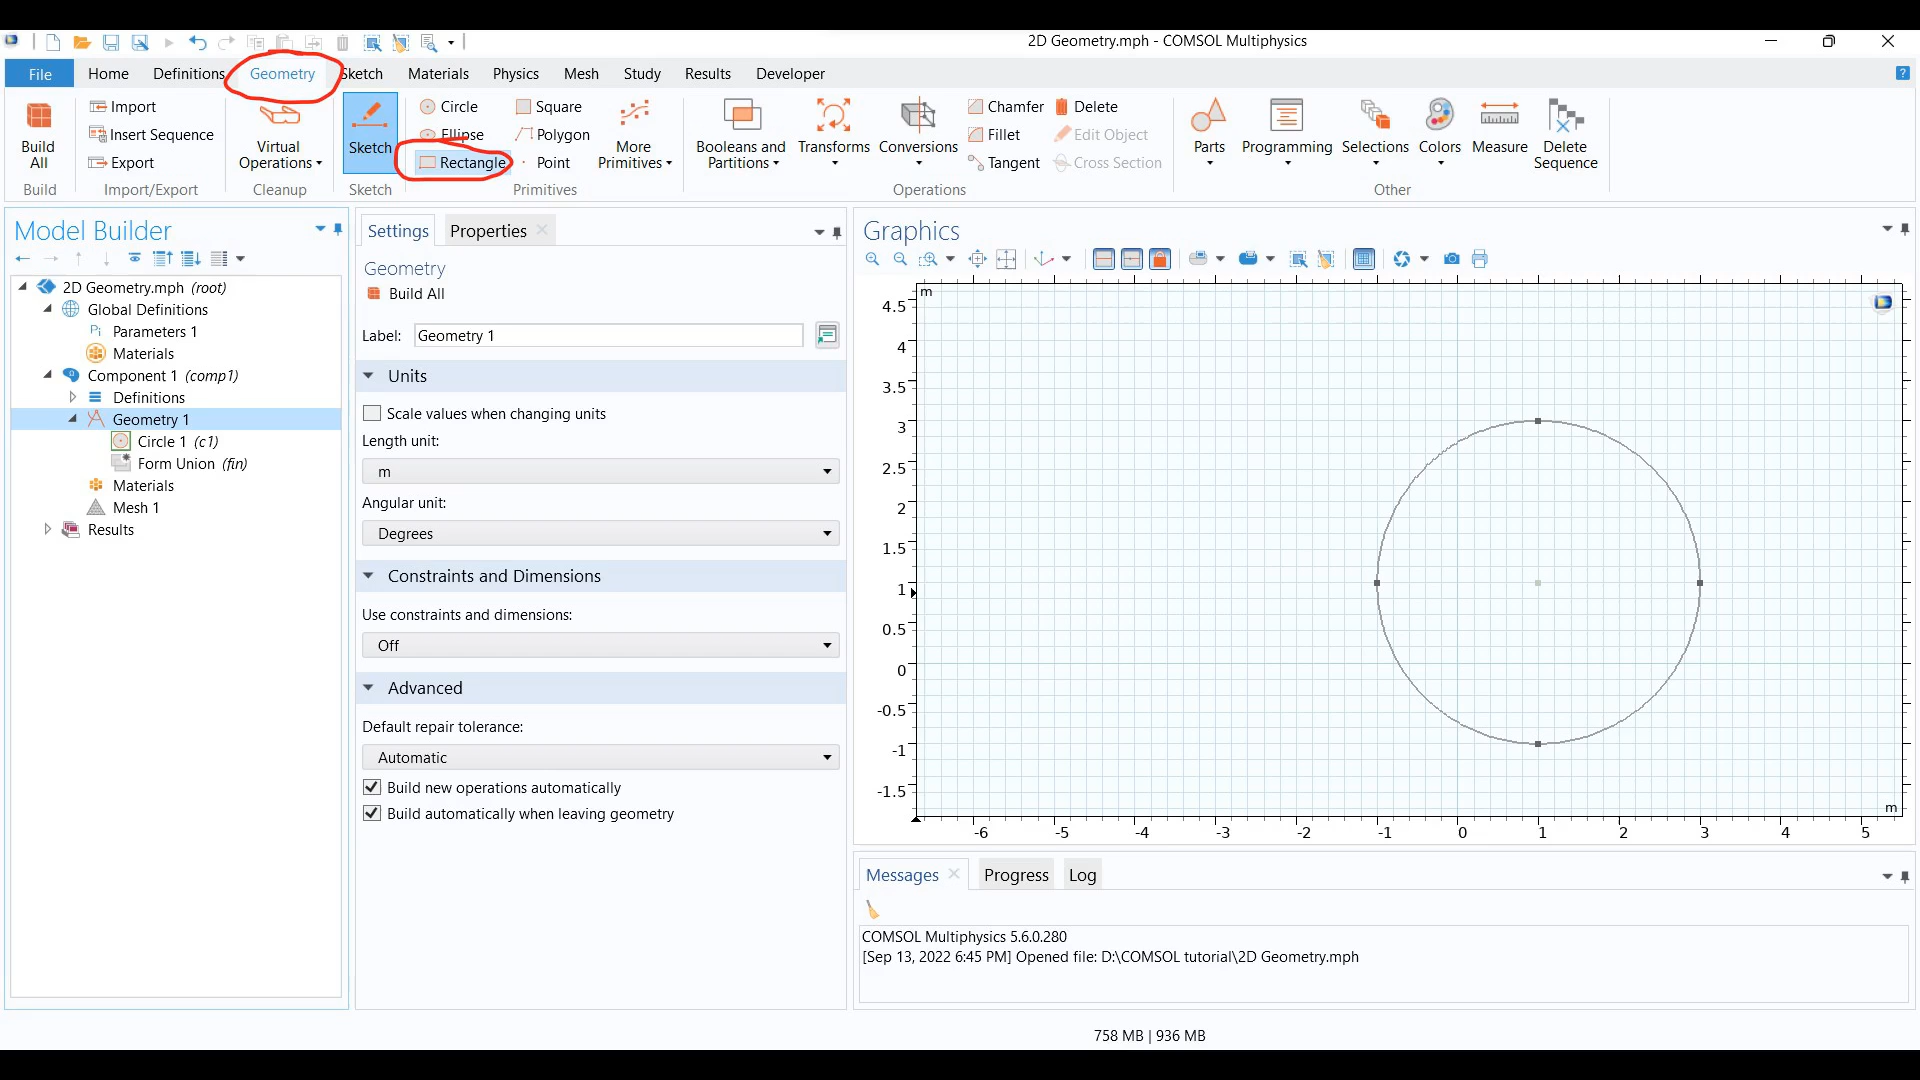 2D Geometry.mph - COMSOL Multiphysics
File Home Definitions Geometry Sketch Materials Physics Mesh Study Results Developer ?
Build All
Build
Import
Insert Sequence
Export
Import/Export
Virtual Operations
Cleanup
Sketch
Sketch
Circle Square
Ellipse Polygon
Rectangle Point
More Primitives
Primitives
Booleans and Partitions
Transforms
Conversions
Chamfer Delete
Fillet Edit Object
Tangent Cross Section
Operations
Parts
Programming
Selections
Colors
Measure
Delete Sequence
Other
Model Builder
2D Geometry.mph (root)
Global Definitions
Pi Parameters 1
Materials
Component 1 (comp1)
Definitions
Geometry 1
Circle 1 (c1)
Form Union (fin)
Materials
Mesh 1
Results
Settings Properties
Geometry
Build All
Label: Geometry 1
Units
Scale values when changing units
Length unit:
m
Angular unit:
Degrees
Constraints and Dimensions
Use constraints and dimensions:
Off
Advanced
Default repair tolerance:
Automatic
Build new operations automatically
Build automatically when leaving geometry
Graphics
m
4.5
4
3.5
3
2.5
2
1.5
1
0.5
0
-0.5
-1
-1.5
m
-6 -5 -4 -3 -2 -1 0 1 2 3 4 5
Messages Progress Log
COMSOL Multiphysics 5.6.0.280
[Sep 13, 2022 6:45 PM] Opened file: D:\COMSOL tutorial\2D Geometry.mph
758 MB | 936 MB